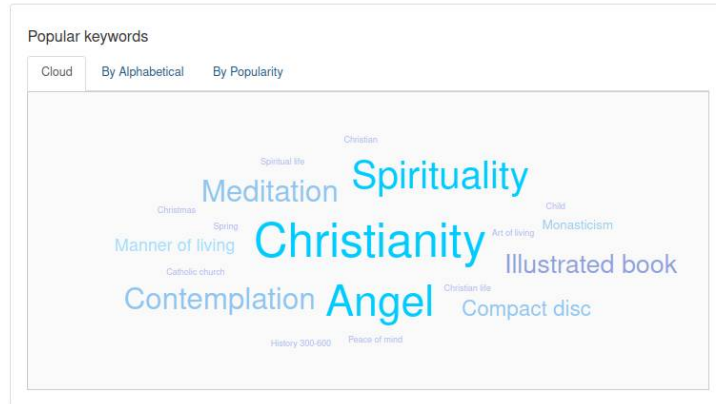 Popular keywords
Cloud By Alphabetical By Popularity
Christian
Spiritual life
Spirituality
Meditation
Christmas
Child
Spring
Monasticism
Art of living
Christianity
Manner of living
Illustrated book
Catholic church
Christian life
Contemplation
Angel
Compact disc
Peace of mind
History 300-600